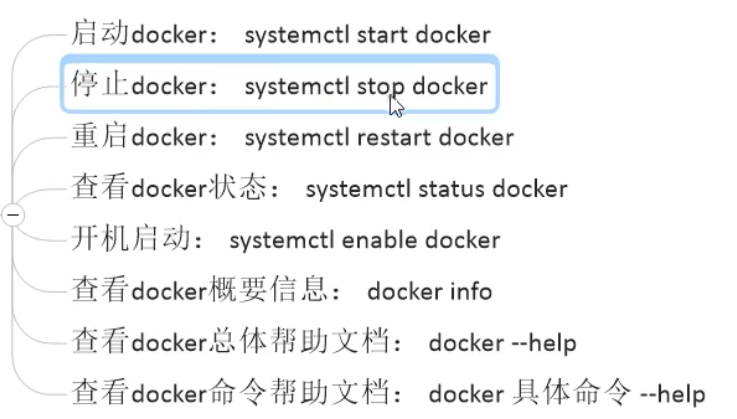 启动docker： systemctl start docker
停止docker： systemctl stop docker
重启docker： systemctl restart docker
查看docker状态： systemctl status docker
开机启动： systemctl enable docker
查看docker概要信息： docker info
查看docker总体帮助文档： docker --help
查看docker命令帮助文档： docker 具体命令 --help